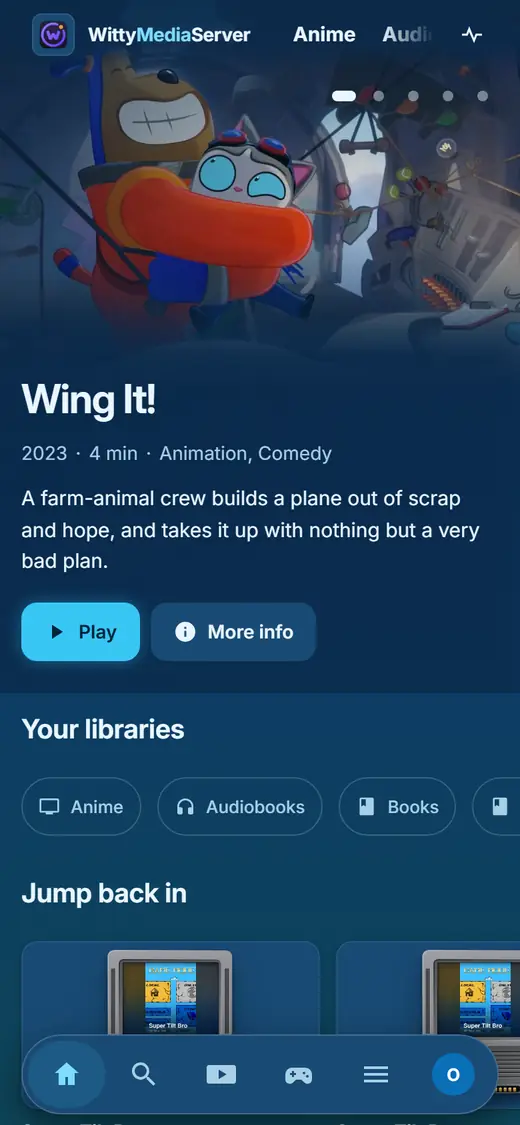 WittyMediaServer
Anime
Wing It!
2023 · 4 min · Animation, Comedy
A farm-animal crew builds a plane out of scrap
and hope, and takes it up with nothing but a very
bad plan.
Play
More info
Your libraries
Anime
Audiobooks
Books
Jump back in
Super Tilt Bro
Super Tilt Bro
O